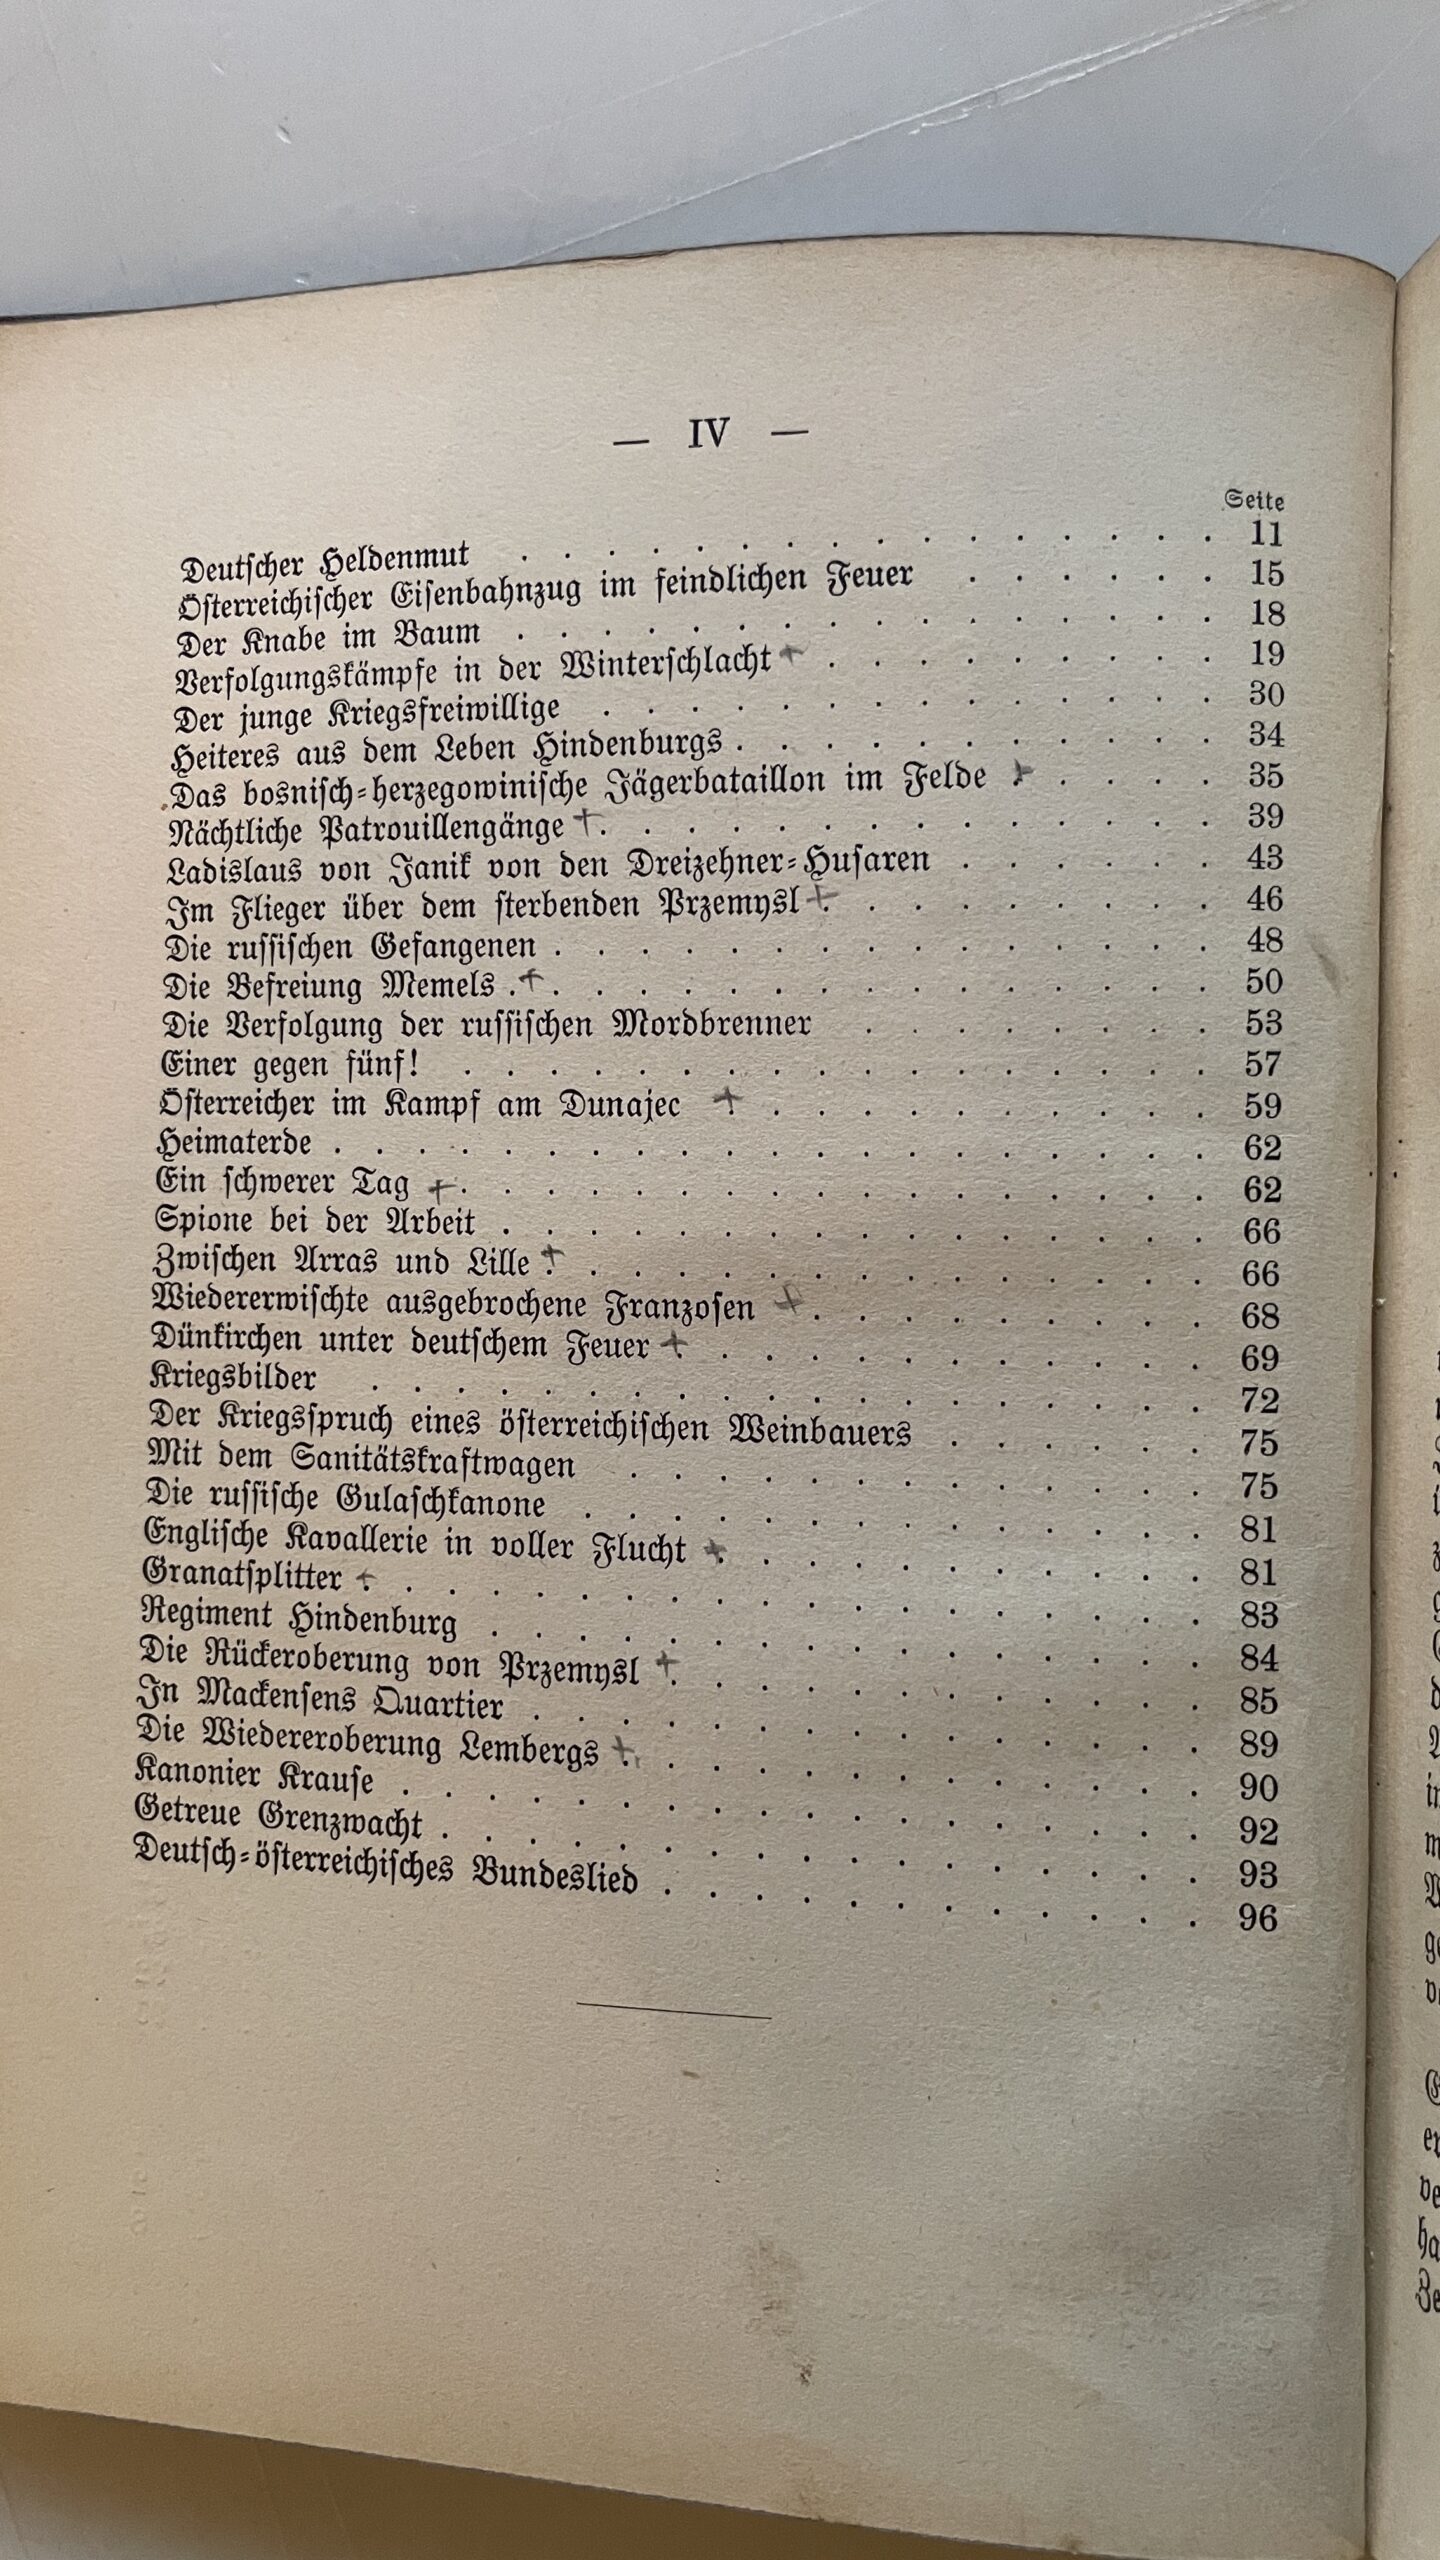 — IV —
Seite
Deutscher Heldenmut . . . . . . . . . . . . . . . . 11
Österreichischer Eisenbahnzug im feindlichen Feuer . . . . . . 15
Der Knabe im Baum . . . . . . . . . . . . . . . . 18
Verfolgungskämpfe in der Winterschlacht + . . . . . . . . . 19
Der junge Kriegsfreiwillige . . . . . . . . . . . . . . 30
Heiteres aus dem Leben Hindenburgs . . . . . . . . . . . 34
Das bosnisch-herzegowinische Jägerbataillon im Felde + . . . . . 35
Nächtliche Patrouillengänge + . . . . . . . . . . . . . . 39
Ladislaus von Janik von den Dreizehner-Husaren . . . . . . 43
Im Flieger über dem sterbenden Przemysl + . . . . . . . . . 46
Die russischen Gefangenen . . . . . . . . . . . . . . . 48
Die Befreiung Memels . + . . . . . . . . . . . . . . . 50
Die Verfolgung der russischen Mordbrenner . . . . . . . . 53
Einer gegen fünf! . . . . . . . . . . . . . . . . . 57
Österreicher im Kampf am Dunajec + . . . . . . . . . . . 59
Heimaterde . . . . . . . . . . . . . . . . . . . . 62
Ein schwerer Tag + . . . . . . . . . . . . . . . . . 62
Spione bei der Arbeit . . . . . . . . . . . . . . . . 66
Zwischen Arras und Lille + . . . . . . . . . . . . . . . 66
Wiedererwischte ausgebrochene Franzosen + . . . . . . . . . 68
Dünkirchen unter deutschem Feuer + . . . . . . . . . . . . 69
Kriegsbilder . . . . . . . . . . . . . . . . . . . 72
Der Kriegsspruch eines österreichischen Weinbauers . . . . . . 75
Mit dem Sanitätskraftwagen . . . . . . . . . . . . . 75
Die russische Gulaschkanone . . . . . . . . . . . . . . 81
Englische Kavallerie in voller Flucht + . . . . . . . . . . . 81
Granatsplitter + . . . . . . . . . . . . . . . . . . . 83
Regiment Hindenburg . . . . . . . . . . . . . . . . 84
Die Rückeroberung von Przemysl + . . . . . . . . . . . . 85
In Mackensens Quartier . . . . . . . . . . . . . . . 89
Die Wiedereroberung Lembergs + . . . . . . . . . . . . . 90
Kanonier Krause . . . . . . . . . . . . . . . . . . 92
Getreue Grenzwacht . . . . . . . . . . . . . . . . . 93
Deutsch-österreichisches Bundeslied . . . . . . . . . . . . 96